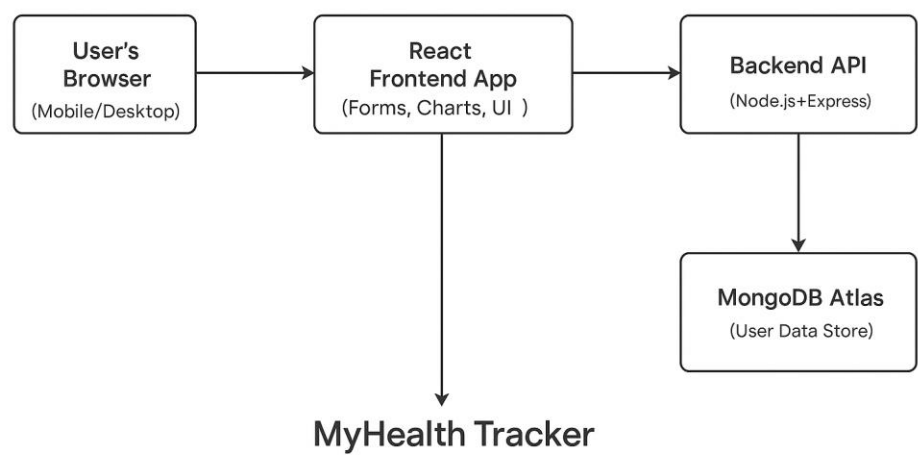 User's
Browser
(Mobile/Desktop)
React
Frontend App
(Forms, Charts, UI )
Backend API
(Node.js+Express)
MongoDB Atlas
(User Data Store)
MyHealth Tracker